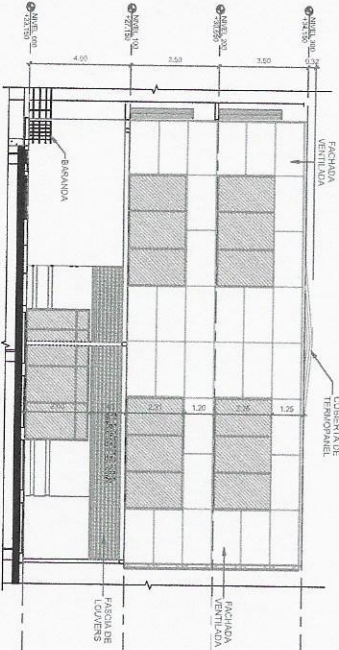 NIVEL 300
+34,150
NIVEL 200
+30,650
NIVEL 100
+27,150
NIVEL 000
+23,150
0.32
3.50
3.50
4.00
FACHADA
VENTILADA
CUBIERTA DE
TERMOPANEL
BARANDA
1.25
2.25
1.20
2.31
FACHADA
VENTILADA
FASCIA DE
LOUVERS